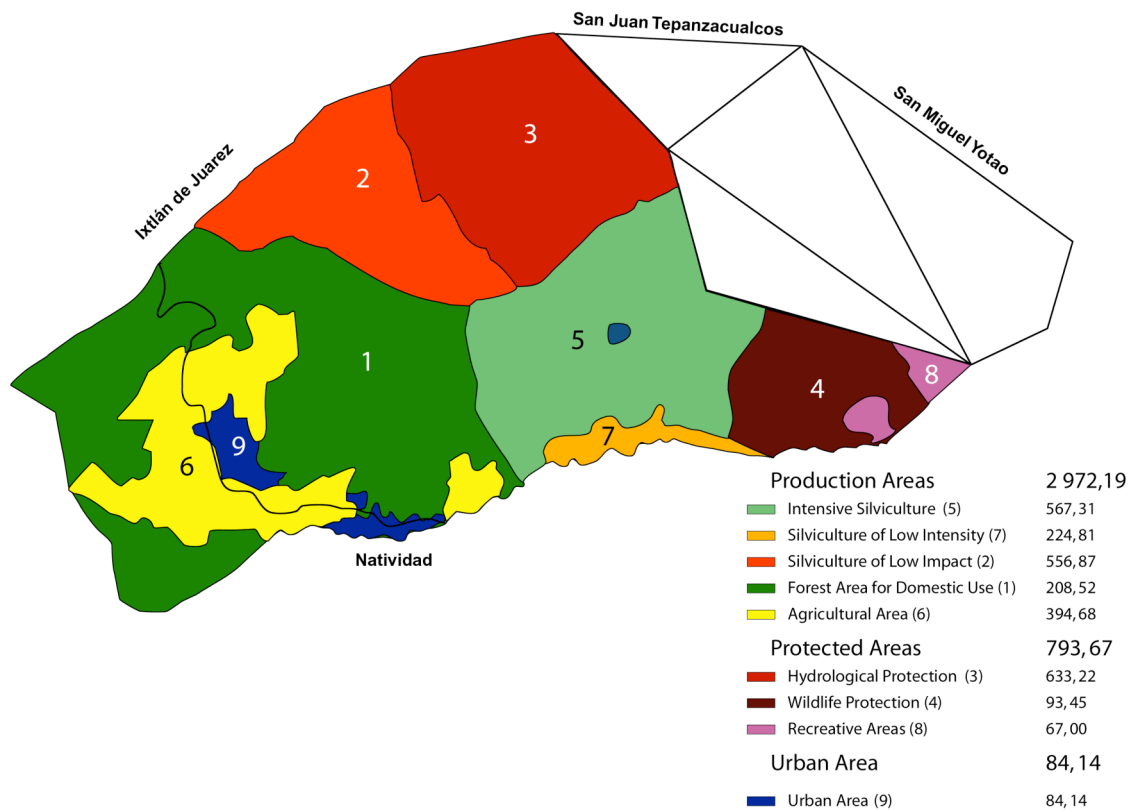 San Juan Tepanzacualcos
San Miguel Yotao
Ixtlán de Juarez
3
2
1
5
4
8
7
9
6
Natividad
Production Areas 2 972,19
Intensive Silviculture (5) 567,31
Silviculture of Low Intensity (7) 224,81
Silviculture of Low Impact (2) 556,87
Forest Area for Domestic Use (1) 208,52
Agricultural Area (6) 394,68
Protected Areas 793,67
Hydrological Protection (3) 633,22
Wildlife Protection (4) 93,45
Recreative Areas (8) 67,00
Urban Area 84,14
Urban Area (9) 84,14